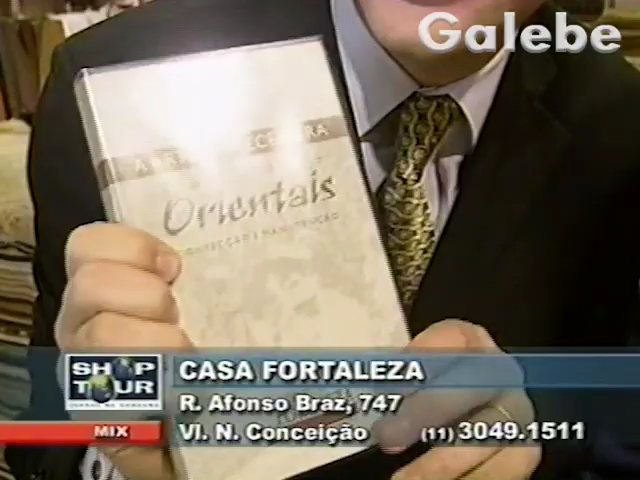 Galebe
Orientais
SHOP
TOUR
CASA FORTALEZA
R. Afonso Braz, 747
MIX
Vl. N. Conceição
(11) 3049.1511